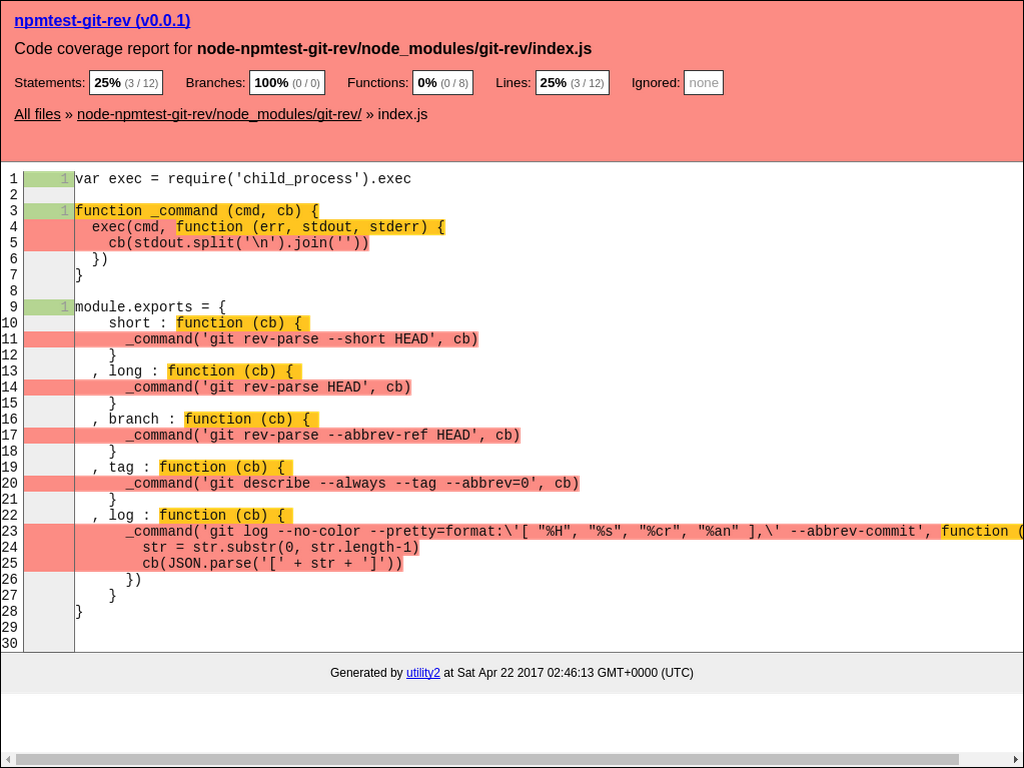 npmtest-git-rev (v0.0.1)
Code coverage report for node-npmtest-git-rev/node_modules/git-rev/index.js
Statements: 25% (3 / 12) Branches: 100% (0 / 0) Functions: 0% (0 / 8) Lines: 25% (3 / 12) Ignored: none
All files » node-npmtest-git-rev/node_modules/git-rev/ » index.js
1 1 var exec = require('child_process').exec
2
3 1 function _command (cmd, cb) {
4   exec(cmd, function (err, stdout, stderr) {
5     cb(stdout.split('\n').join(''))
6   })
7 }
8
9 1 module.exports = {
10     short : function (cb) {
11       _command('git rev-parse --short HEAD', cb)
12     }
13   , long : function (cb) {
14       _command('git rev-parse HEAD', cb)
15     }
16   , branch : function (cb) {
17       _command('git rev-parse --abbrev-ref HEAD', cb)
18     }
19   , tag : function (cb) {
20       _command('git describe --always --tag --abbrev=0', cb)
21     }
22   , log : function (cb) {
23       _command('git log --no-color --pretty=format:\'[ "%H", "%s", "%cr", "%an" ],\' --abbrev-commit', function (
24         str = str.substr(0, str.length-1)
25         cb(JSON.parse('[' + str + ']'))
26       })
27     }
28 }
29
30
Generated by utility2 at Sat Apr 22 2017 02:46:13 GMT+0000 (UTC)